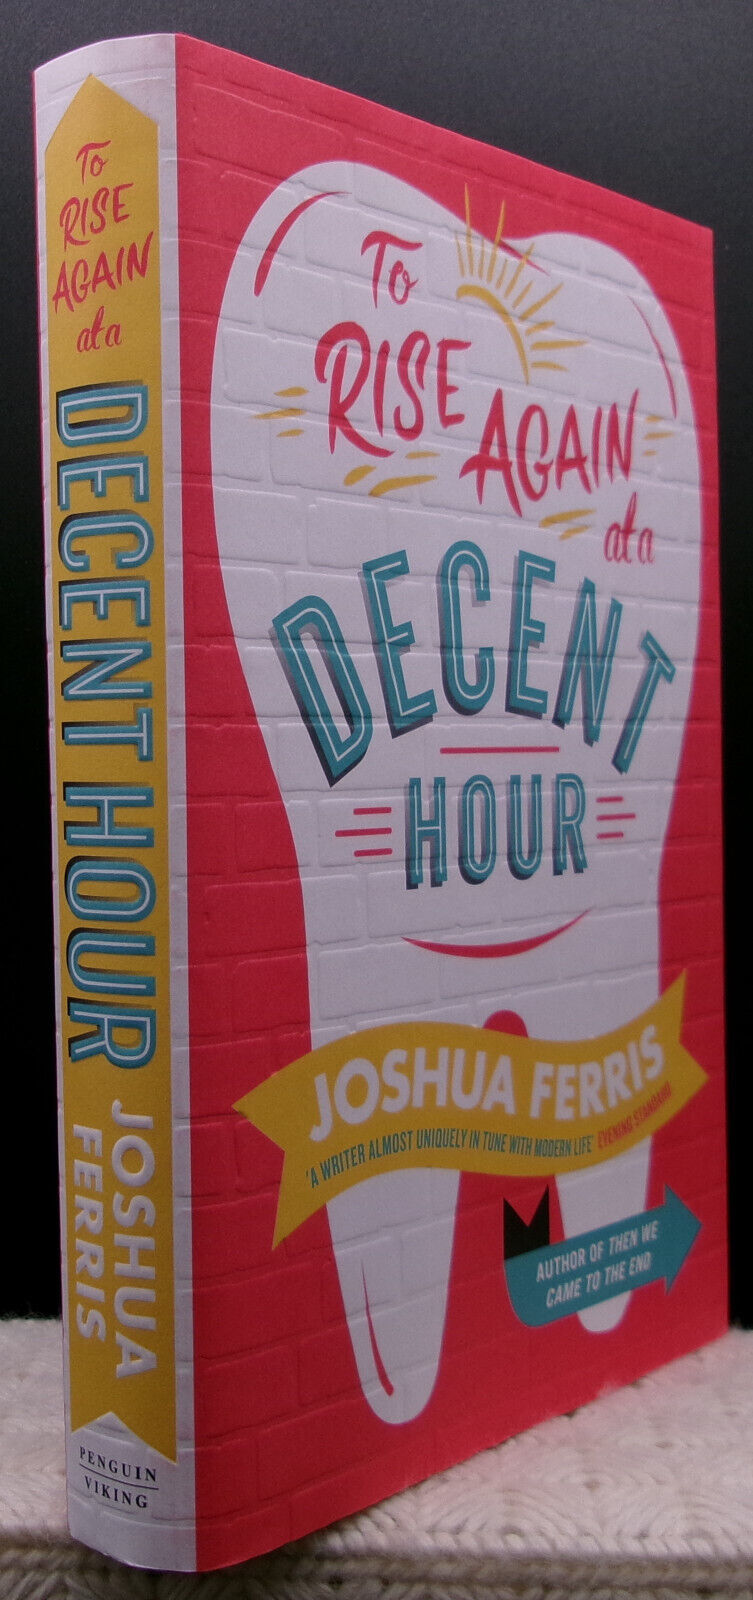 To
RISE
AGAIN
at a
DECENT HOUR
JOSHUA
FERRIS
PENGUIN
VIKING
To
RISE
AGAIN
at a
DECENT
HOUR
JOSHUA FERRIS
'A WRITER ALMOST UNIQUELY IN TUNE WITH MODERN LIFE' EVENING STANDARD
AUTHOR OF THEN WE
CAME TO THE END